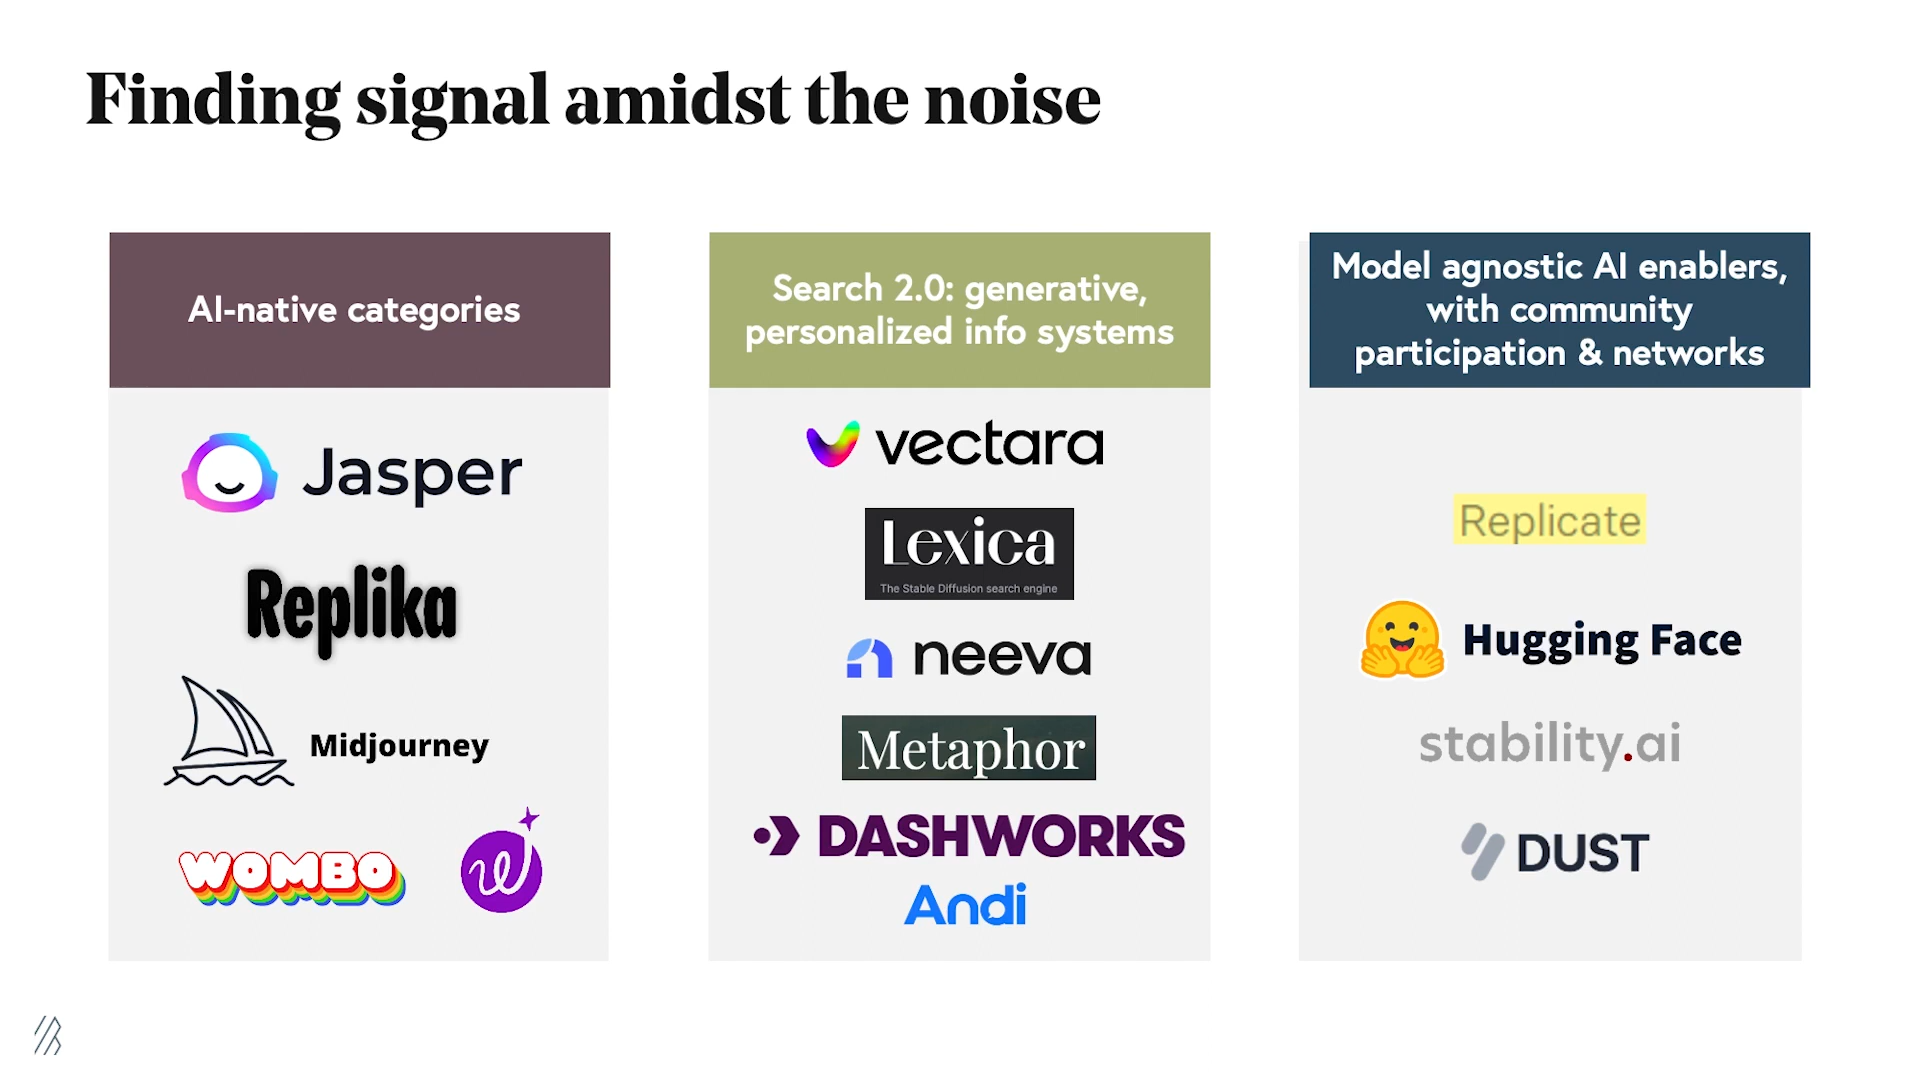 Finding signal amidst the noise
AI-native categories
Jasper
Replika
Midjourney
WOMBO
w
Search 2.0: generative,
personalized info systems
vectara
Lexica
The Stable Diffusion search engine
neeva
Metaphor
DASHWORKS
Andi
Model agnostic AI enablers,
with community
participation & networks
Replicate
Hugging Face
stability.ai
DUST